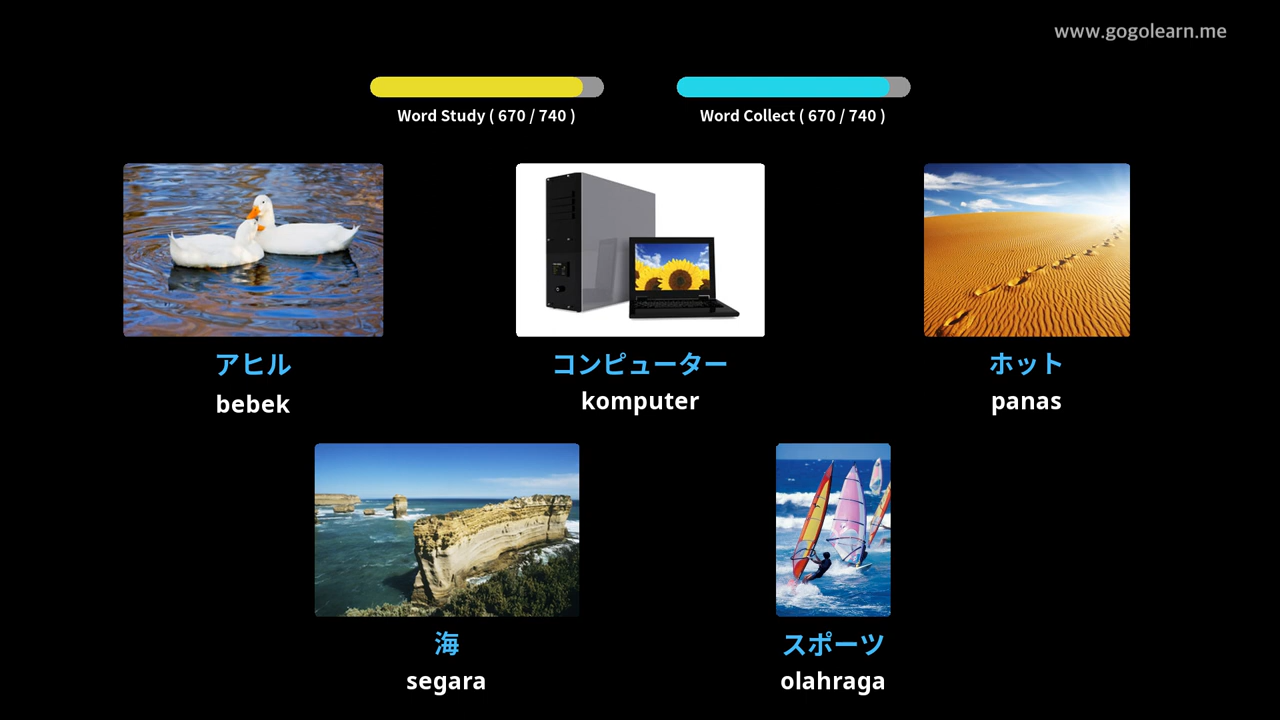 www.gogolearn.me
Word Study ( 670 / 740 )
Word Collect ( 670 / 740 )
アヒル
bebek
コンピューター
komputer
ホット
panas
海
segara
スポーツ
olahraga